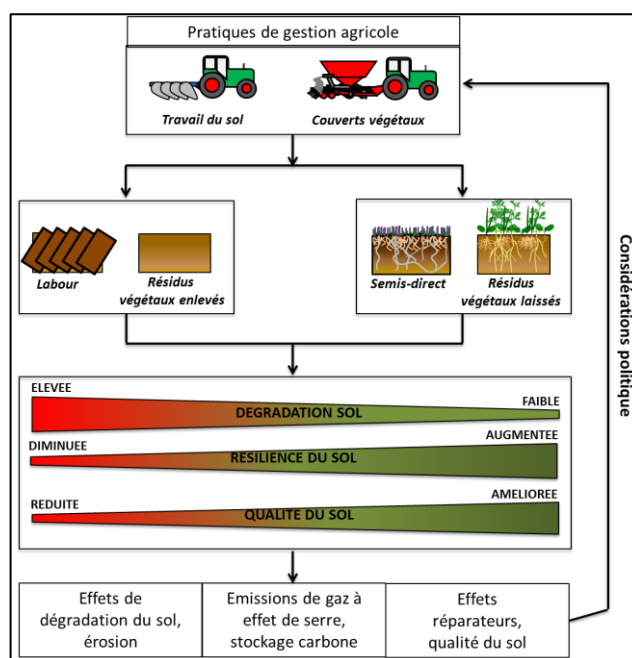 Pratiques de gestion agricole
Travail du sol
Couverts végétaux
Labour
Résidus
végétaux enlevés
Semis-direct
Résidus
végétaux laissés
Considérations politique
ELEVEE
FAIBLE
DEGRADATION SOL
DIMINUEE
AUGMENTEE
RESILIENCE DU SOL
REDUITE
AMELIOREE
QUALITE DU SOL
Effets de
dégradation du sol,
érosion
Emissions de gaz à
effet de serre,
stockage carbone
Effets
réparateurs,
qualité du sol